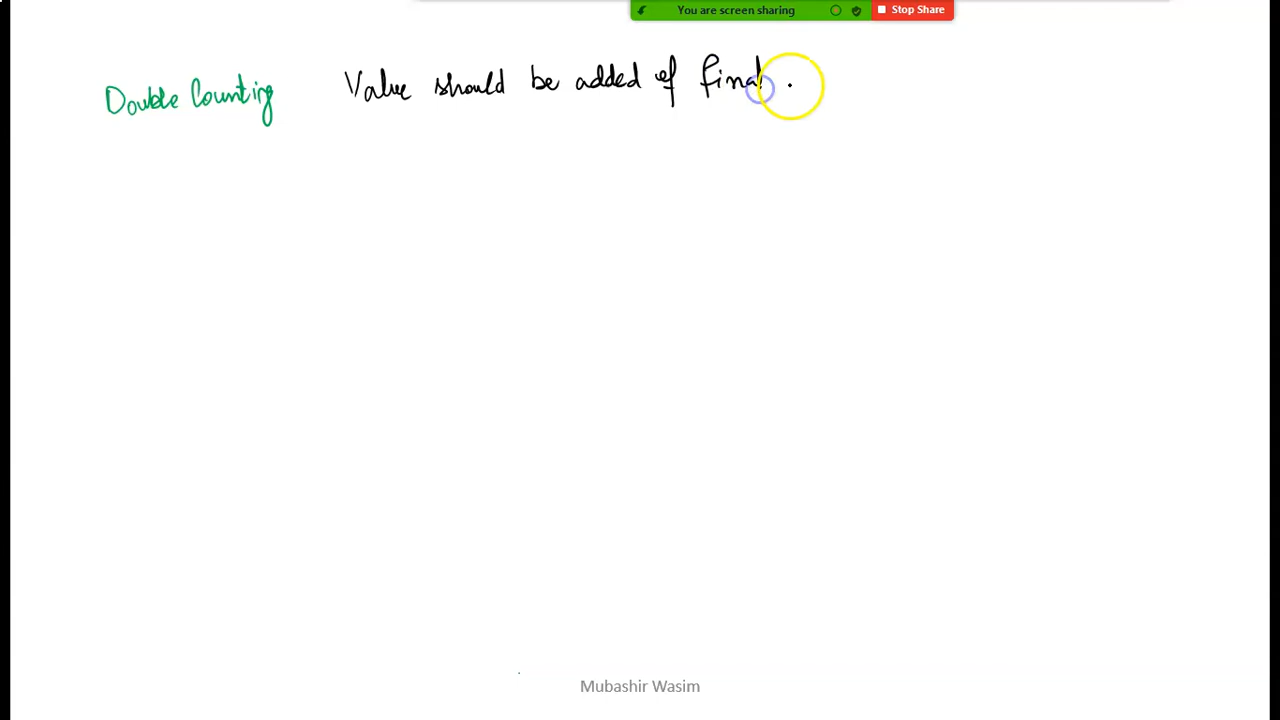 You are screen sharing Stop Share
Double Counting Value should be added of final .
Mubashir Wasim